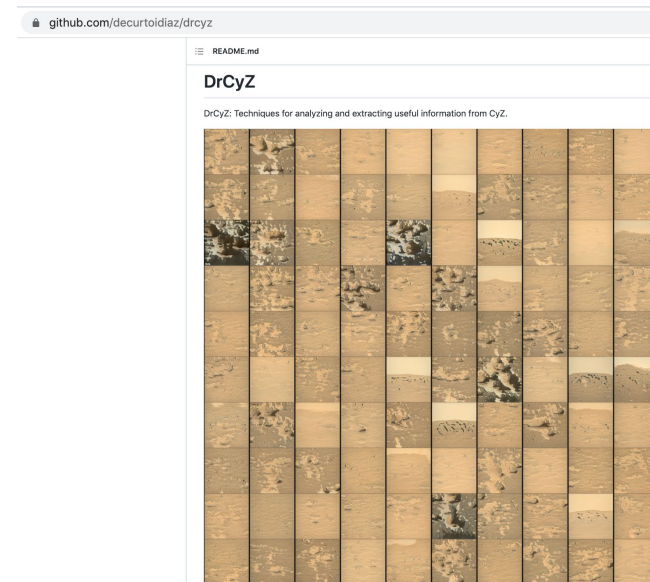 github.com/decurtoidiaz/drcyz
README.md
DrCyZ
DrCyZ: Techniques for analyzing and extracting useful information from CyZ.